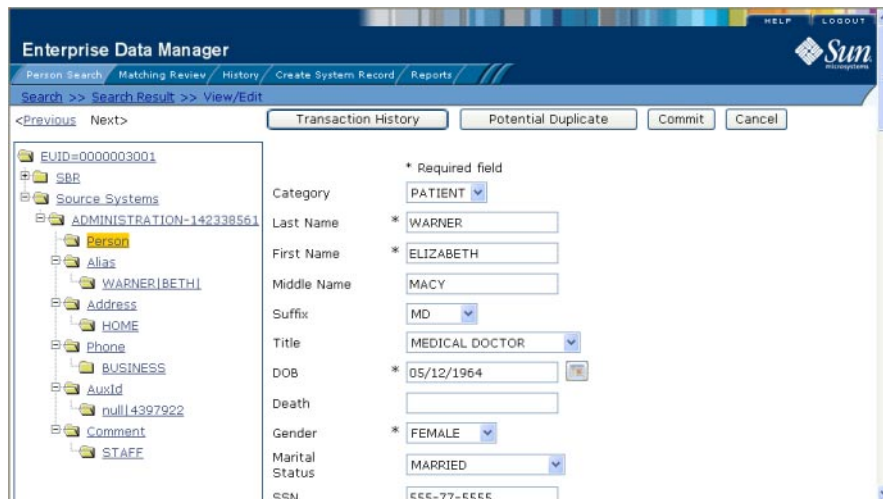 HELP LOGOUT
Enterprise Data Manager
Sun
microsystems
Person Search Matching Review History Create System Record Reports
Search >> Search Result >> View/Edit
<Previous Next>
Transaction History
Potential Duplicate
Commit
Cancel
EUID=0000003001
SBR
Source Systems
ADMINISTRATION-142338561
Person
Alias
WARNER|BETH|
Address
HOME
Phone
BUSINESS
AuxId
null|4397922
Comment
STAFF
* Required field
Category PATIENT
Last Name * WARNER
First Name * ELIZABETH
Middle Name MACY
Suffix MD
Title MEDICAL DOCTOR
DOB * 05/12/1964
Death
Gender * FEMALE
Marital
Status MARRIED
SSN 555-77-5555